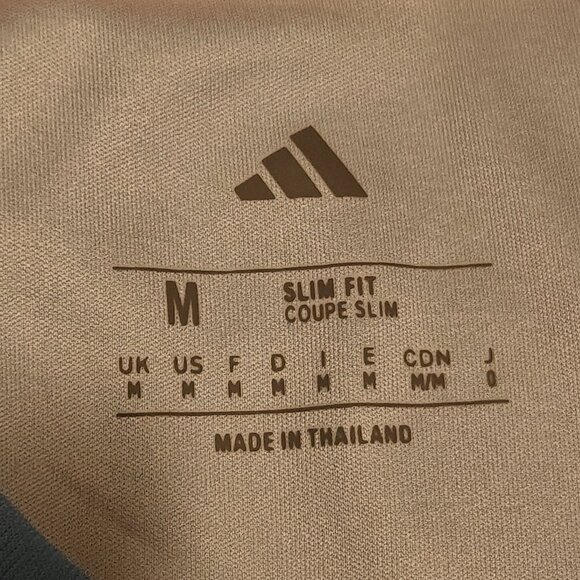 M SLIM FIT
COUPE SLIM
UK US F D I E CDN J
M M M M M M M/M O
MADE IN THAILAND